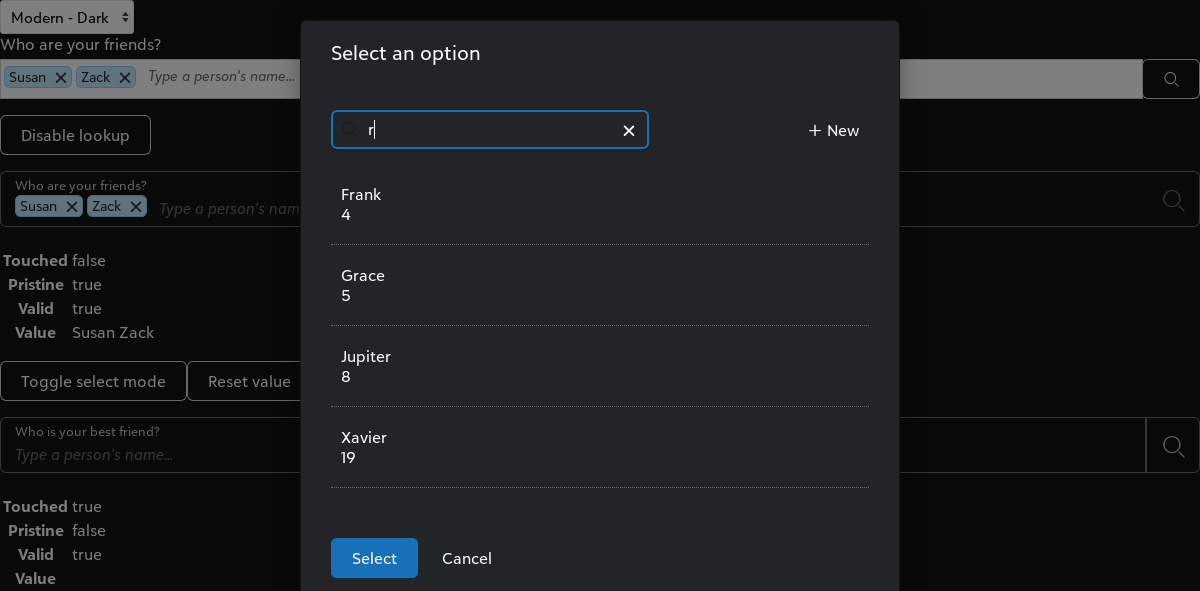 Modern - Dark
Who are your friends?
Susan Zack Type a person's name...
Disable lookup
Who are your friends?
Susan Zack Type a person's nam
Touched false
Pristine true
Valid true
Value Susan Zack
Toggle select mode Reset value
Who is your best friend?
Type a person's name...
Touched true
Pristine false
Valid true
Value
Select an option
r
New
Frank
4
Grace
5
Jupiter
8
Xavier
19
Select Cancel